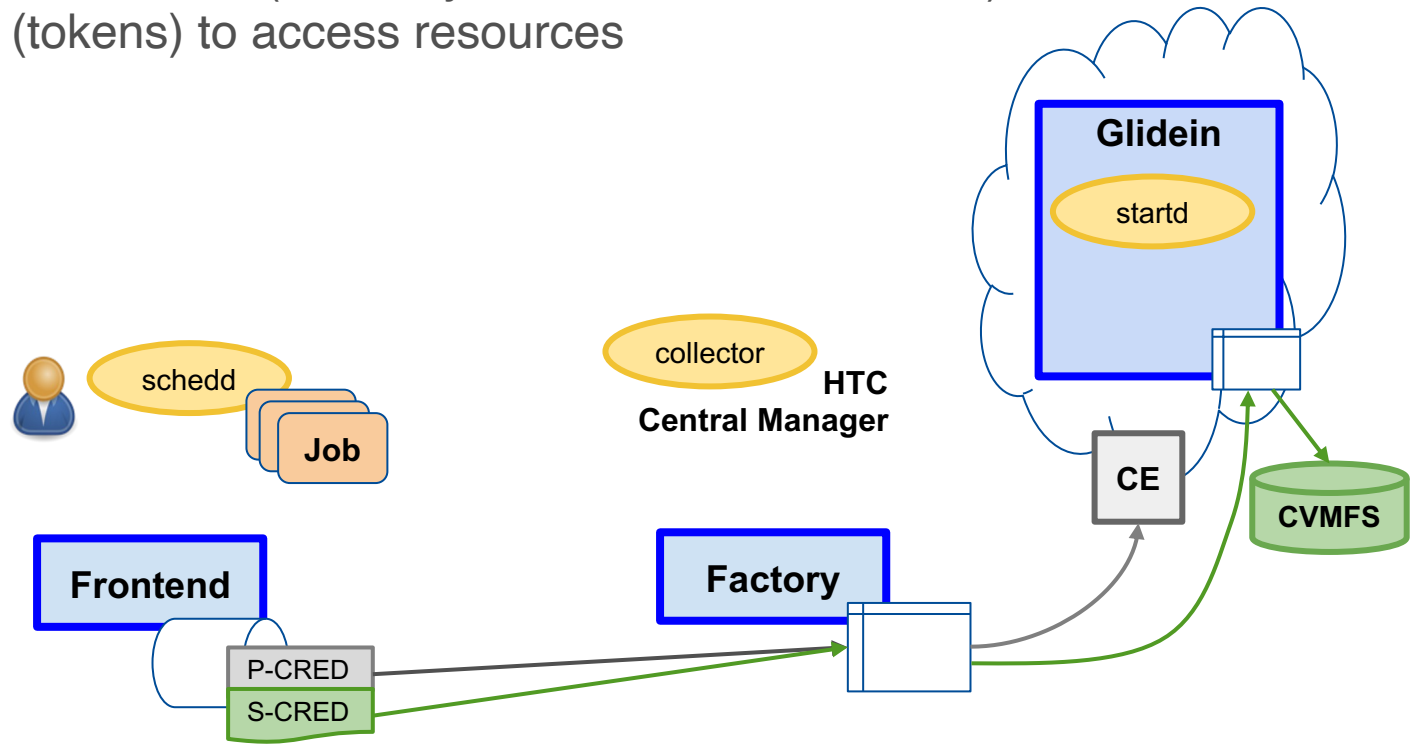 (tokens) to access resources
Glidein
startd
collector
schedd
HTC
Central Manager
Job
CE
CVMFS
Frontend
Factory
P-CRED
S-CRED